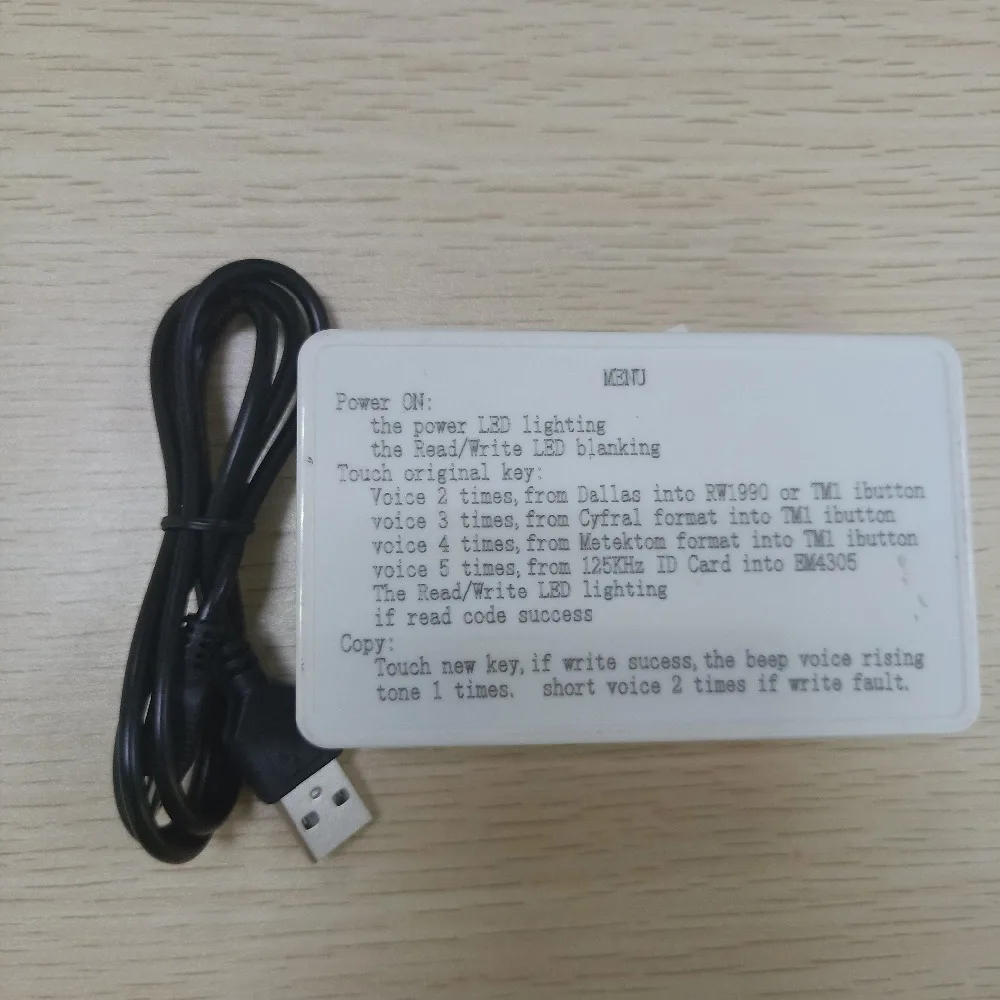 MENU
Power ON:
the power LED lighting
the Read/Write LED blanking
Touch original key:
Voice 2 times, from Dallas into RW1990 or TM1 ibutton
voice 3 times, from Cyfral format into TM1 ibutton
voice 4 times, from Metektom format into TM1 ibutton
voice 5 times, from 125KHz ID Card into EM4305
The Read/Write LED lighting
if read code success
Copy:
Touch new key, if write sucess, the beep voice rising
tone 1 times. short voice 2 times if write fault.